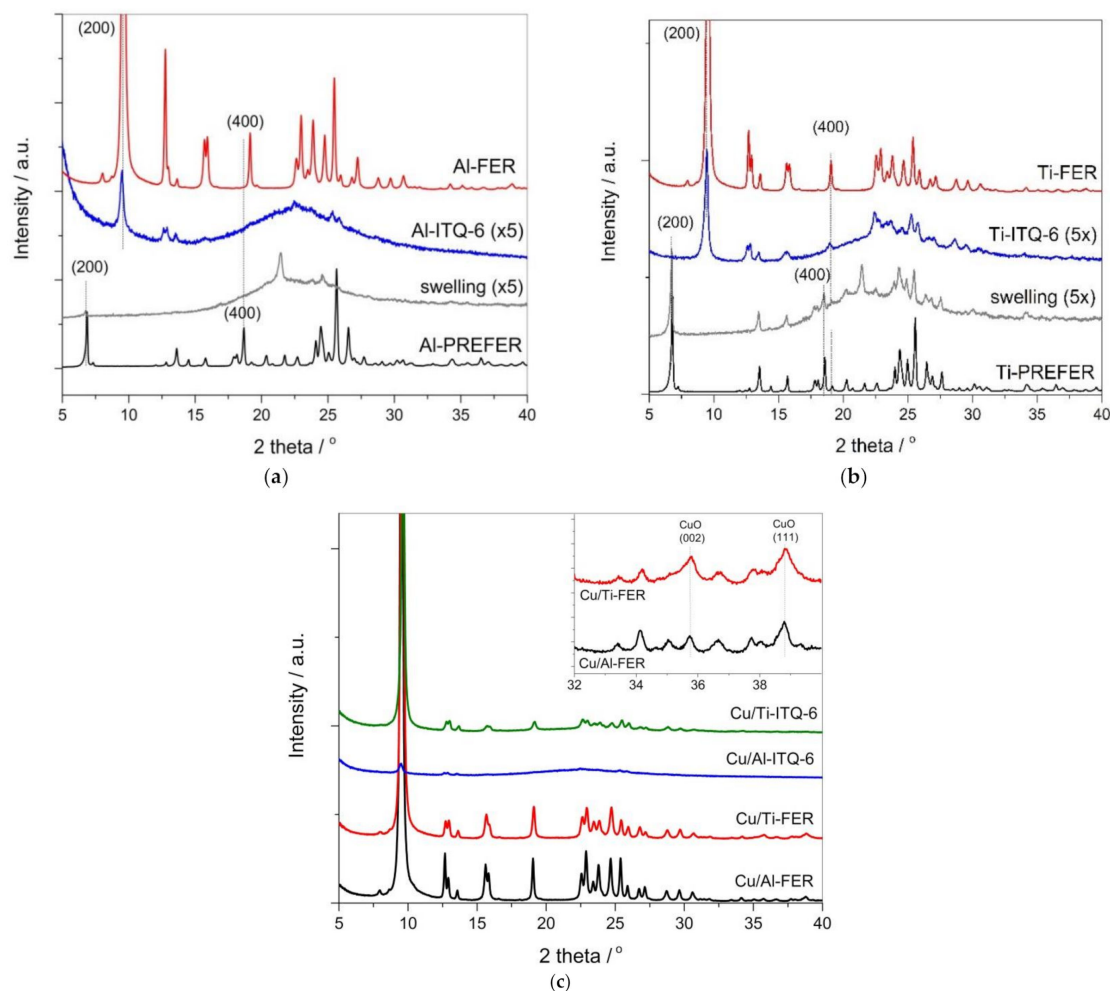 (200)
(400)
Al-FER
Al-ITQ-6 (x5)
(200)
swelling (x5)
(400)
Al-PREFER
Intensity / a.u.
5 10 15 20 25 30 35 40
2 theta / °
(a)
(200)
(400)
Ti-FER
Ti-ITQ-6 (5x)
(200)
(400)
swelling (5x)
Ti-PREFER
Intensity / a.u.
5 10 15 20 25 30 35 40
2 theta / °
(b)
CuO
(002)
CuO
(111)
Cu/Ti-FER
Cu/Al-FER
32 34 36 38
Cu/Ti-ITQ-6
Cu/Al-ITQ-6
Cu/Ti-FER
Cu/Al-FER
Intensity / a.u.
5 10 15 20 25 30 35 40
2 theta / °
(c)